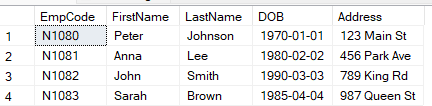 EmpCode FirstName LastName DOB Address
1 N1080 Peter Johnson 1970-01-01 123 Main St
2 N1081 Anna Lee 1980-02-02 456 Park Ave
3 N1082 John Smith 1990-03-03 789 King Rd
4 N1083 Sarah Brown 1985-04-04 987 Queen St